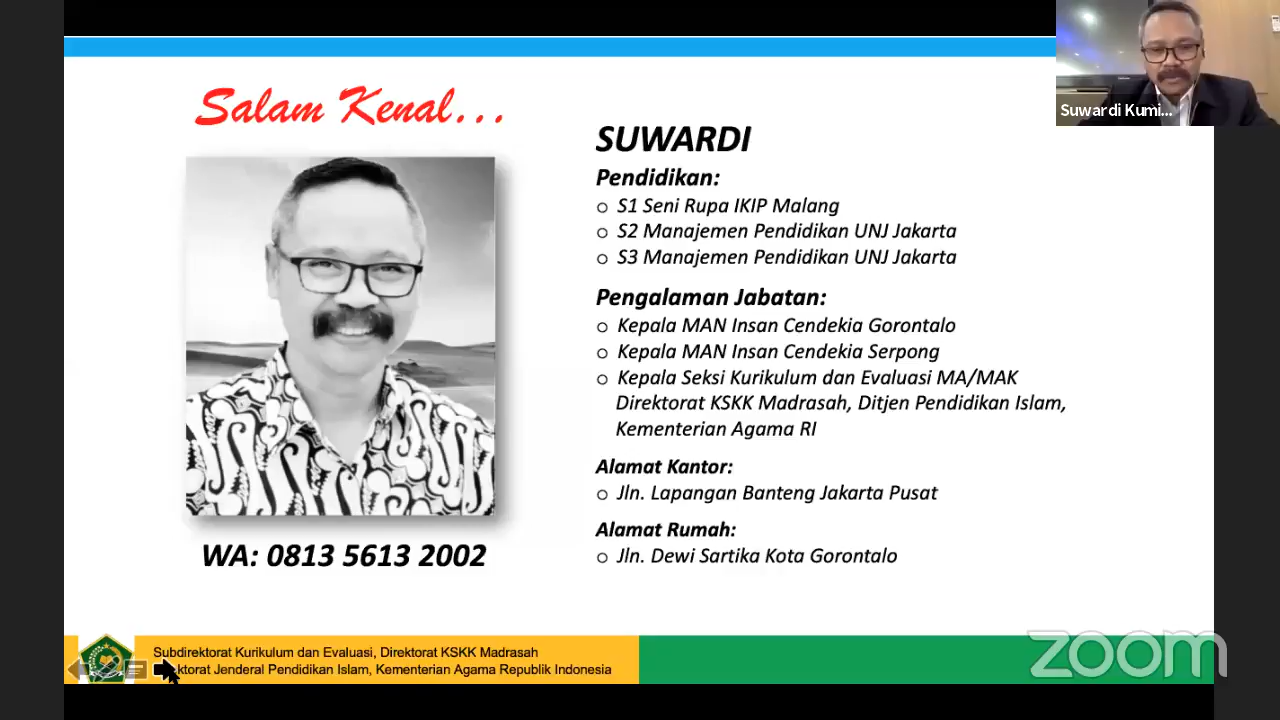 Salam Kenal...
WA: 0813 5613 2002
SUWARDI
Pendidikan:
o S1 Seni Rupa IKIP Malang
o S2 Manajemen Pendidikan UNJ Jakarta
o S3 Manajemen Pendidikan UNJ Jakarta
Pengalaman Jabatan:
o Kepala MAN Insan Cendekia Gorontalo
o Kepala MAN Insan Cendekia Serpong
o Kepala Seksi Kurikulum dan Evaluasi MA/MAK
Direktorat KSKK Madrasah, Ditjen Pendidikan Islam,
Kementerian Agama RI
Alamat Kantor:
o Jln. Lapangan Banteng Jakarta Pusat
Alamat Rumah:
o Jln. Dewi Sartika Kota Gorontalo
Suwardi Kumi...
Subdirektorat Kurikulum dan Evaluasi, Direktorat KSKK Madrasah
Jenderal Pendidikan Islam, Kementerian Agama Republik Indonesia
zoom